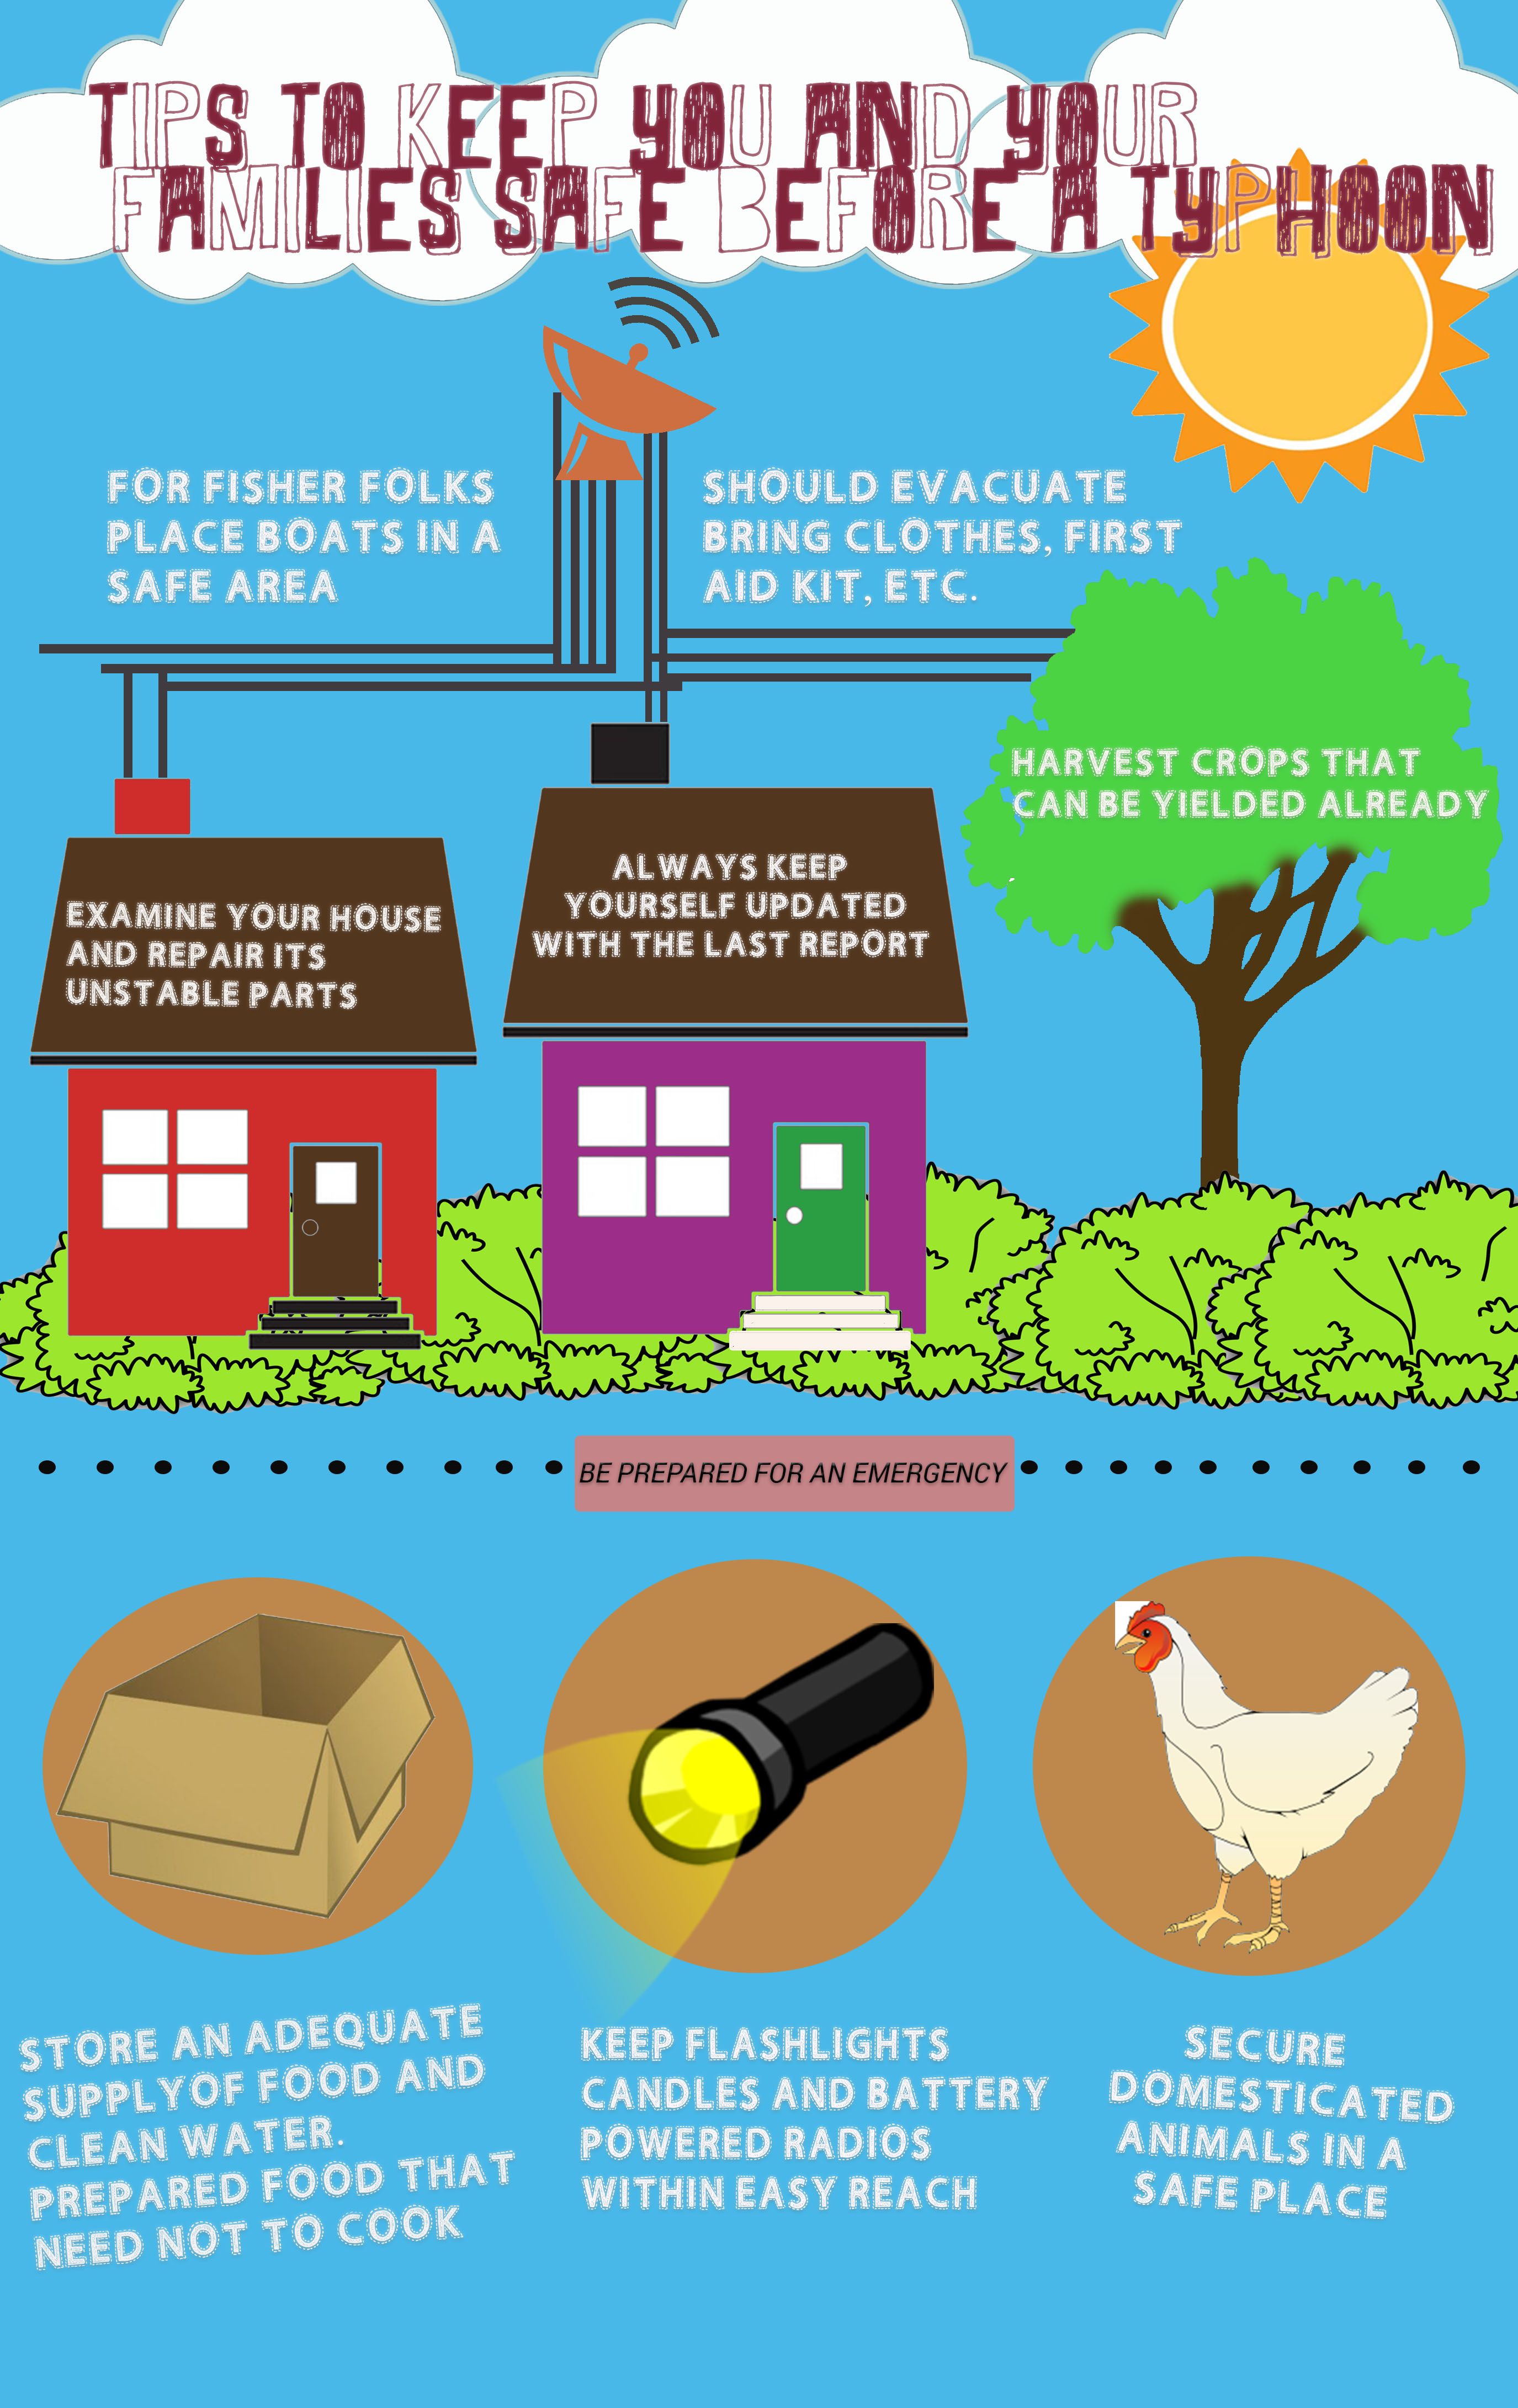 TIPS TO KEEP YOU AND YOUR
FAMILIES SAFE BEFORE A TYPHOON
FOR FISHER FOLKS
PLACE BOATS IN A
SAFE AREA
SHOULD EVACUATE
BRING CLOTHES, FIRST
AID KIT, ETC.
HARVEST CROPS THAT
CAN BE YIELDED ALREADY
EXAMINE YOUR HOUSE
AND REPAIR ITS
UNSTABLE PARTS
ALWAYS KEEP
YOURSELF UPDATED
WITH THE LAST REPORT
BE PREPARED FOR AN EMERGENCY
STORE AN ADEQUATE
SUPPLYOF FOOD AND
CLEAN WATER.
PREPARED FOOD THAT
NEED NOT TO COOK
KEEP FLASHLIGHTS
CANDLES AND BATTERY
POWERED RADIOS
WITHIN EASY REACH
SECURE
DOMESTICATED
ANIMALS IN A
SAFE PLACE